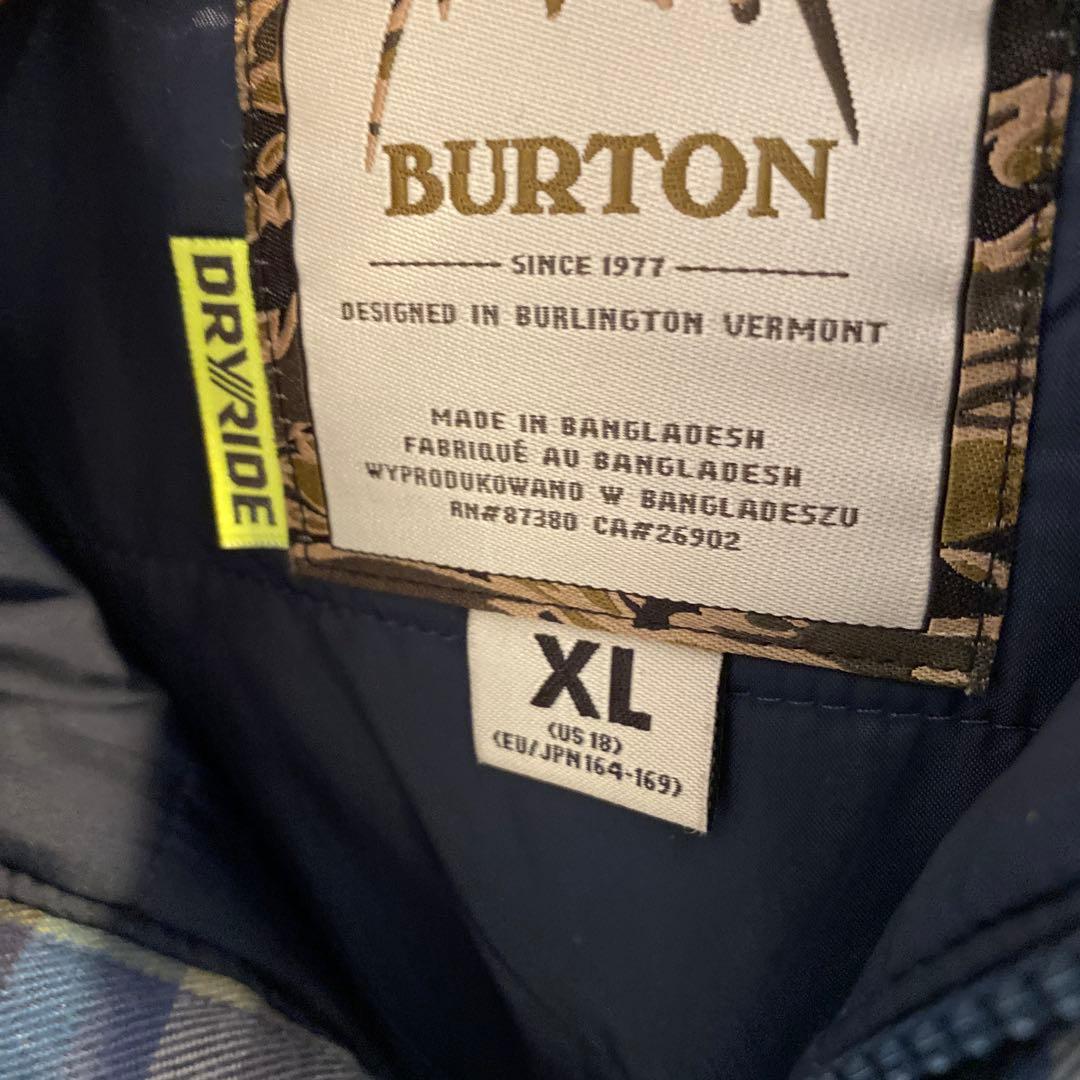 BURTON
SINCE 1977
DESIGNED IN BURLINGTON VERMONT
MADE IN BANGLADESH
FABRIQUÉ AU BANGLADESH
WYPRODUKOWANO W BANGLADESZU
RN#87380 CA#26902
DRY///RIDE
XL
(US 18)
(EU/JPN 164-169)